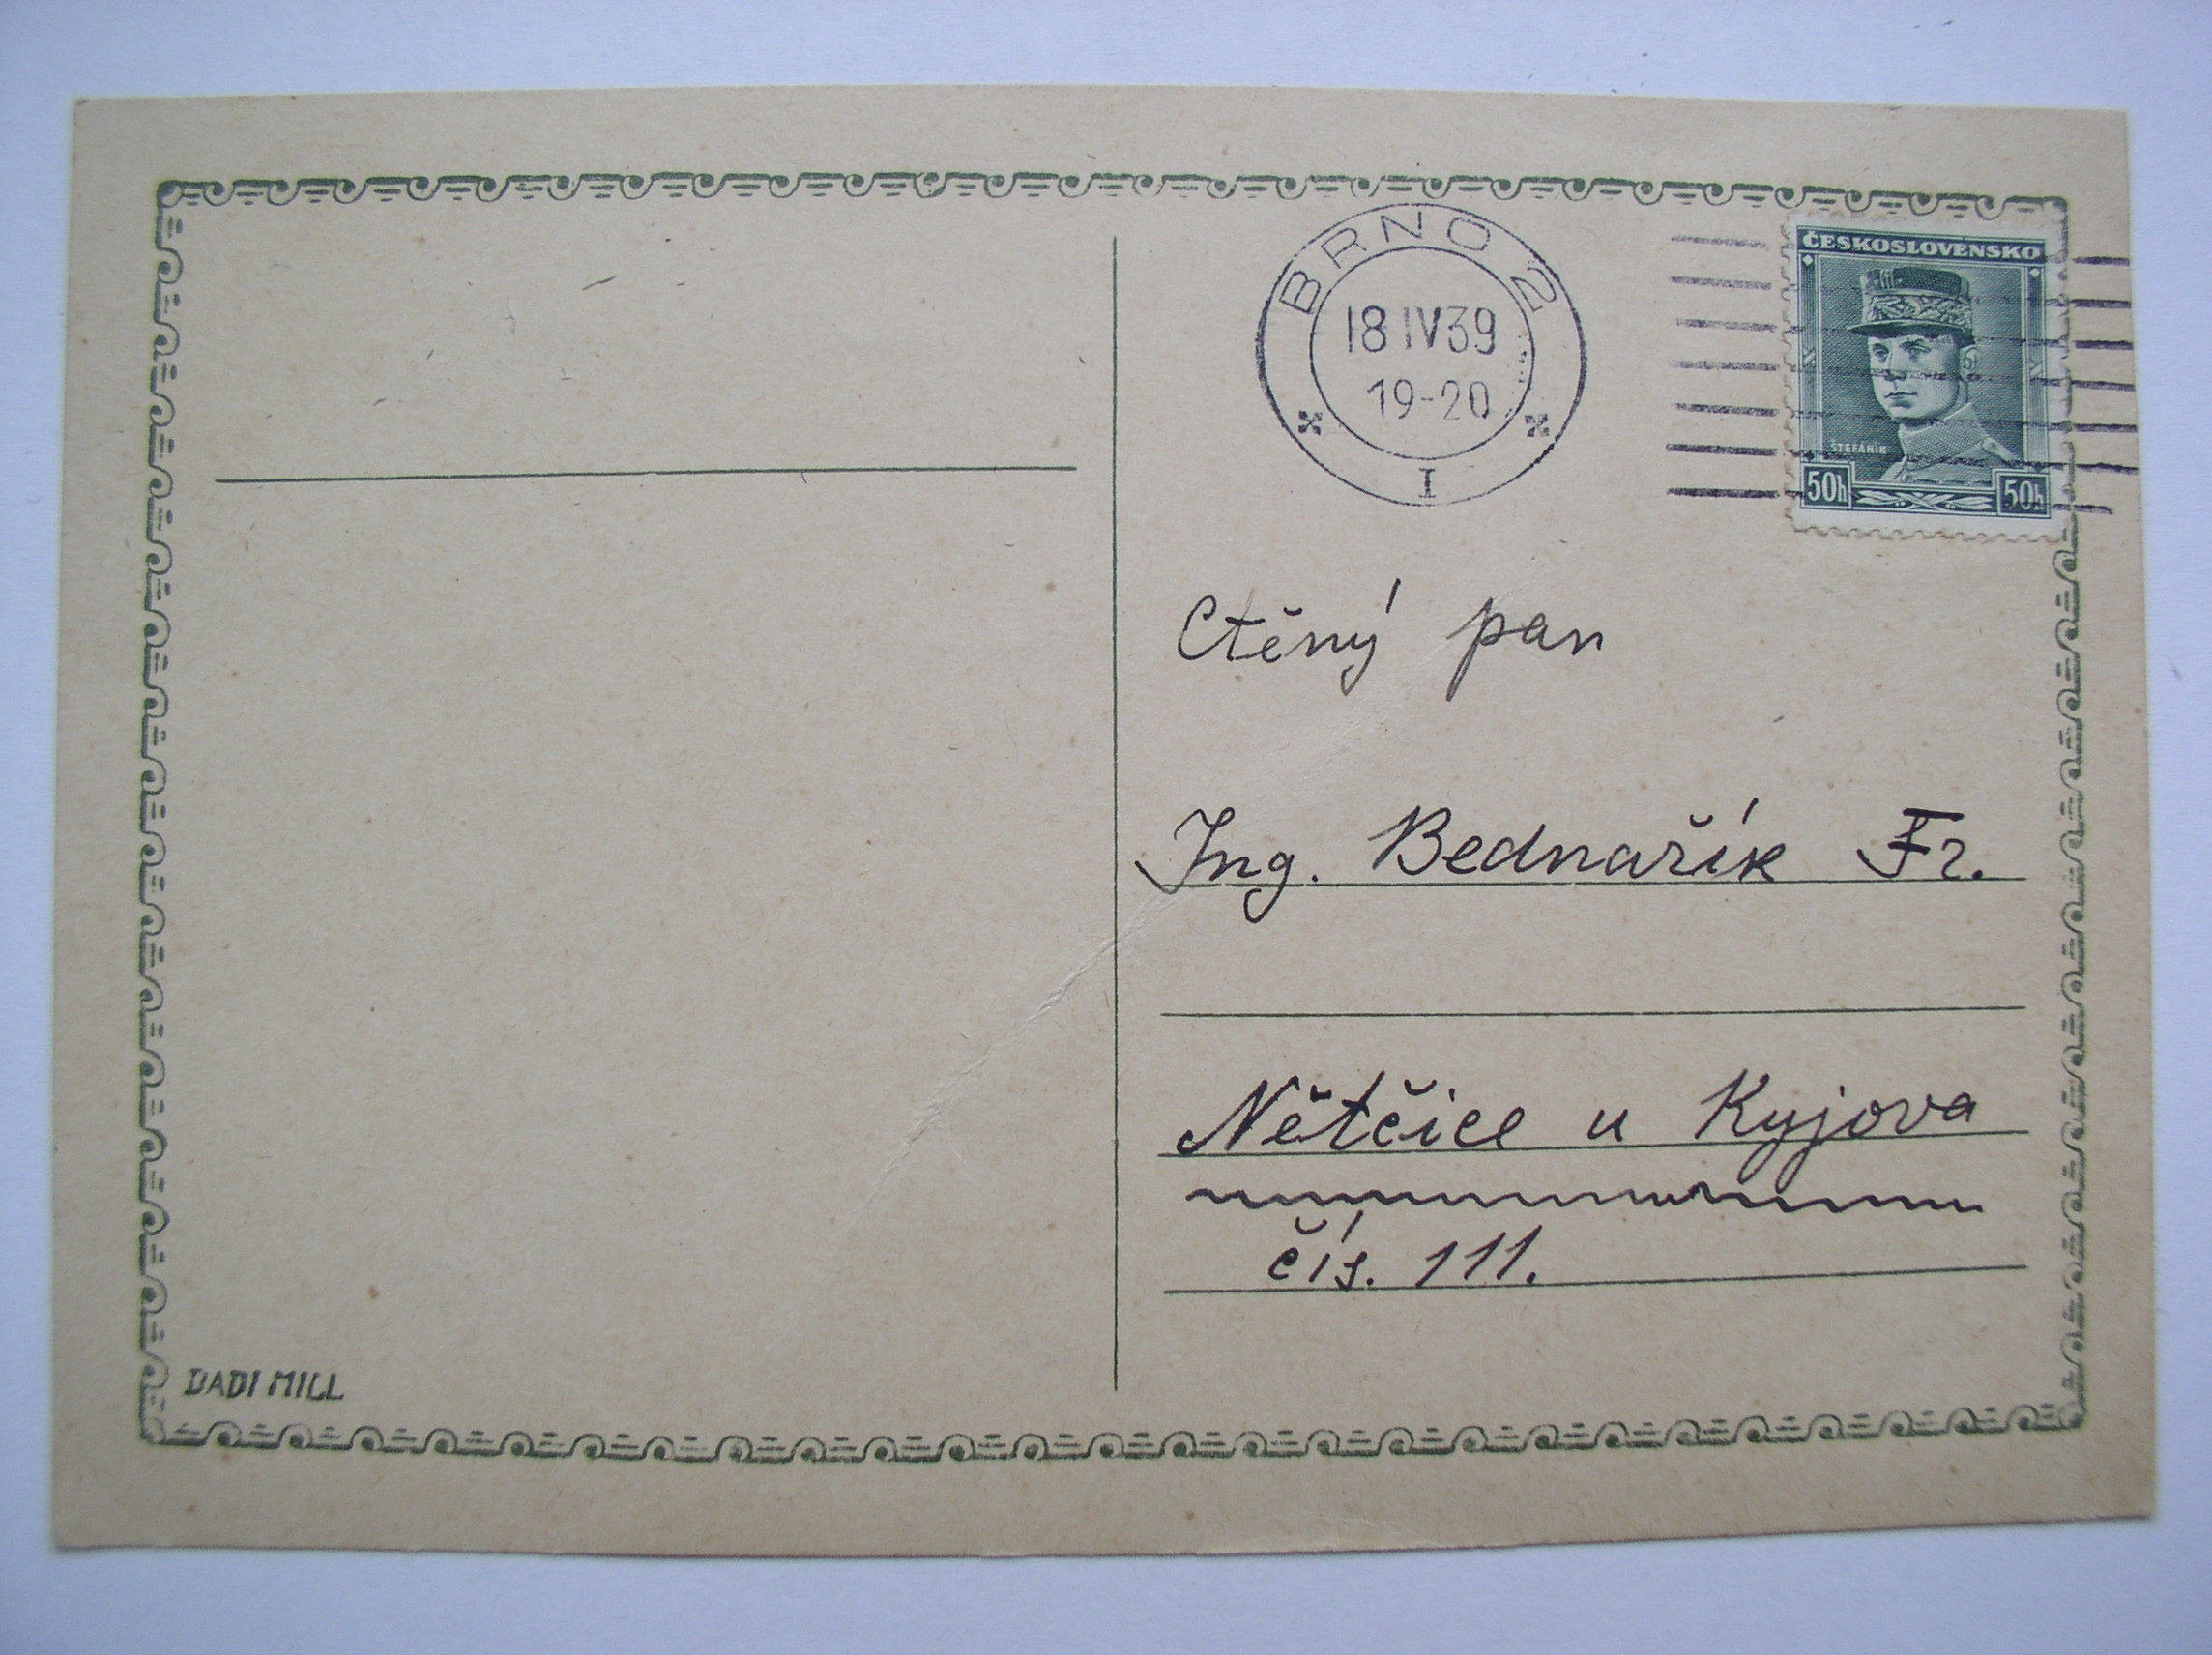 BRNO 2
18 IV 39
19-20
I
ČESKOSLOVENSKO
ŠTEFÁNIK
50h 50h
Ctěný pan
Ing. Bednařík Fr.
Nětčice u Kyjova
čís. 111.
DADI MILL